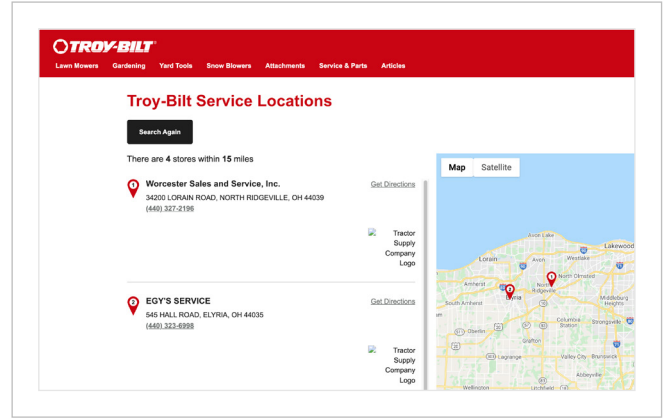 TROY-BILT
Lawn Mowers Gardening Yard Tools Snow Blowers Attachments Service & Parts Articles
Troy-Bilt Service Locations
Search Again
There are 4 stores within 15 miles
1 Worcester Sales and Service, Inc. Get Directions
34200 LORAIN ROAD, NORTH RIDGEVILLE, OH 44039
(440) 327-2196
Tractor
Supply
Company
Logo
2 EGY'S SERVICE Get Directions
545 HALL ROAD, ELYRIA, OH 44035
(440) 323-6998
Tractor
Supply
Company
Logo
Map Satellite
Avon Lake
Lakewood
Lorain Avon Westlake
1 North Olmsted
Amherst North
Ridgeville
2
South Amherst Elyria
Middleburg
Heights
Columbia
Station
Strongsville
Oberlin
Grafton
Lagrange Valley City Brunswick
Abbeyville
Wellington Litchfield